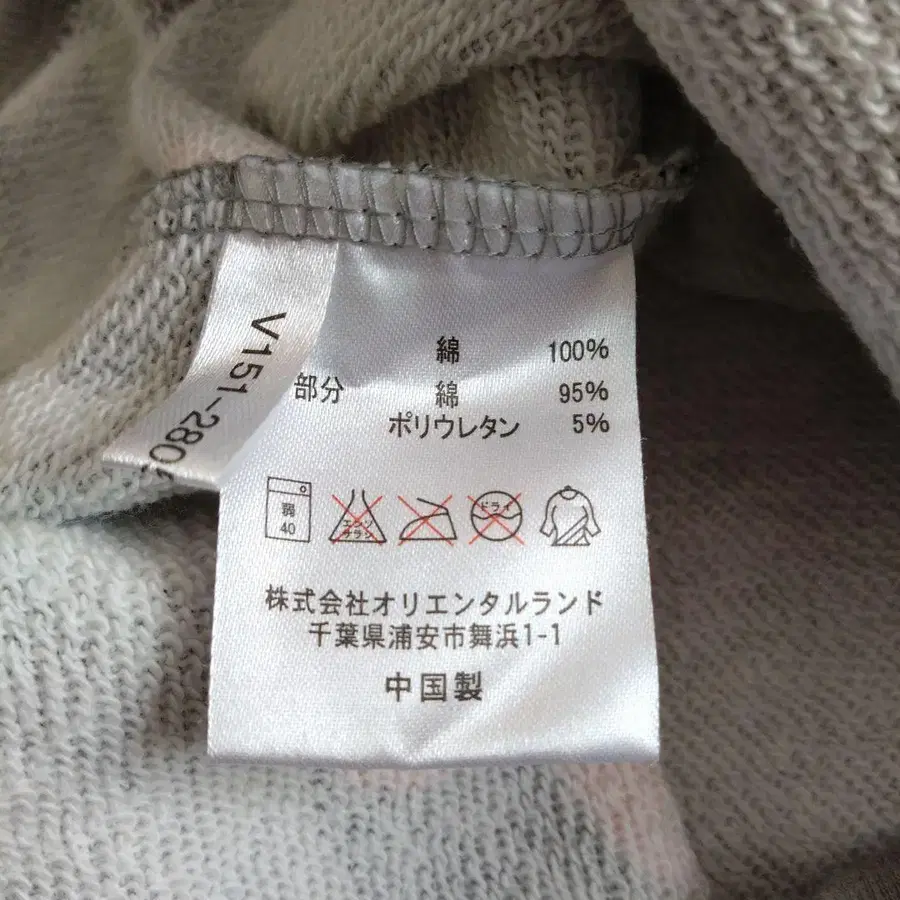 V151-280
綿 100%
部分 綿 95%
ポリウレタン 5%
弱
40
エンソ
サラシ
ドライ
株式会社オリエンタルランド
千葉県浦安市舞浜1-1
中国製